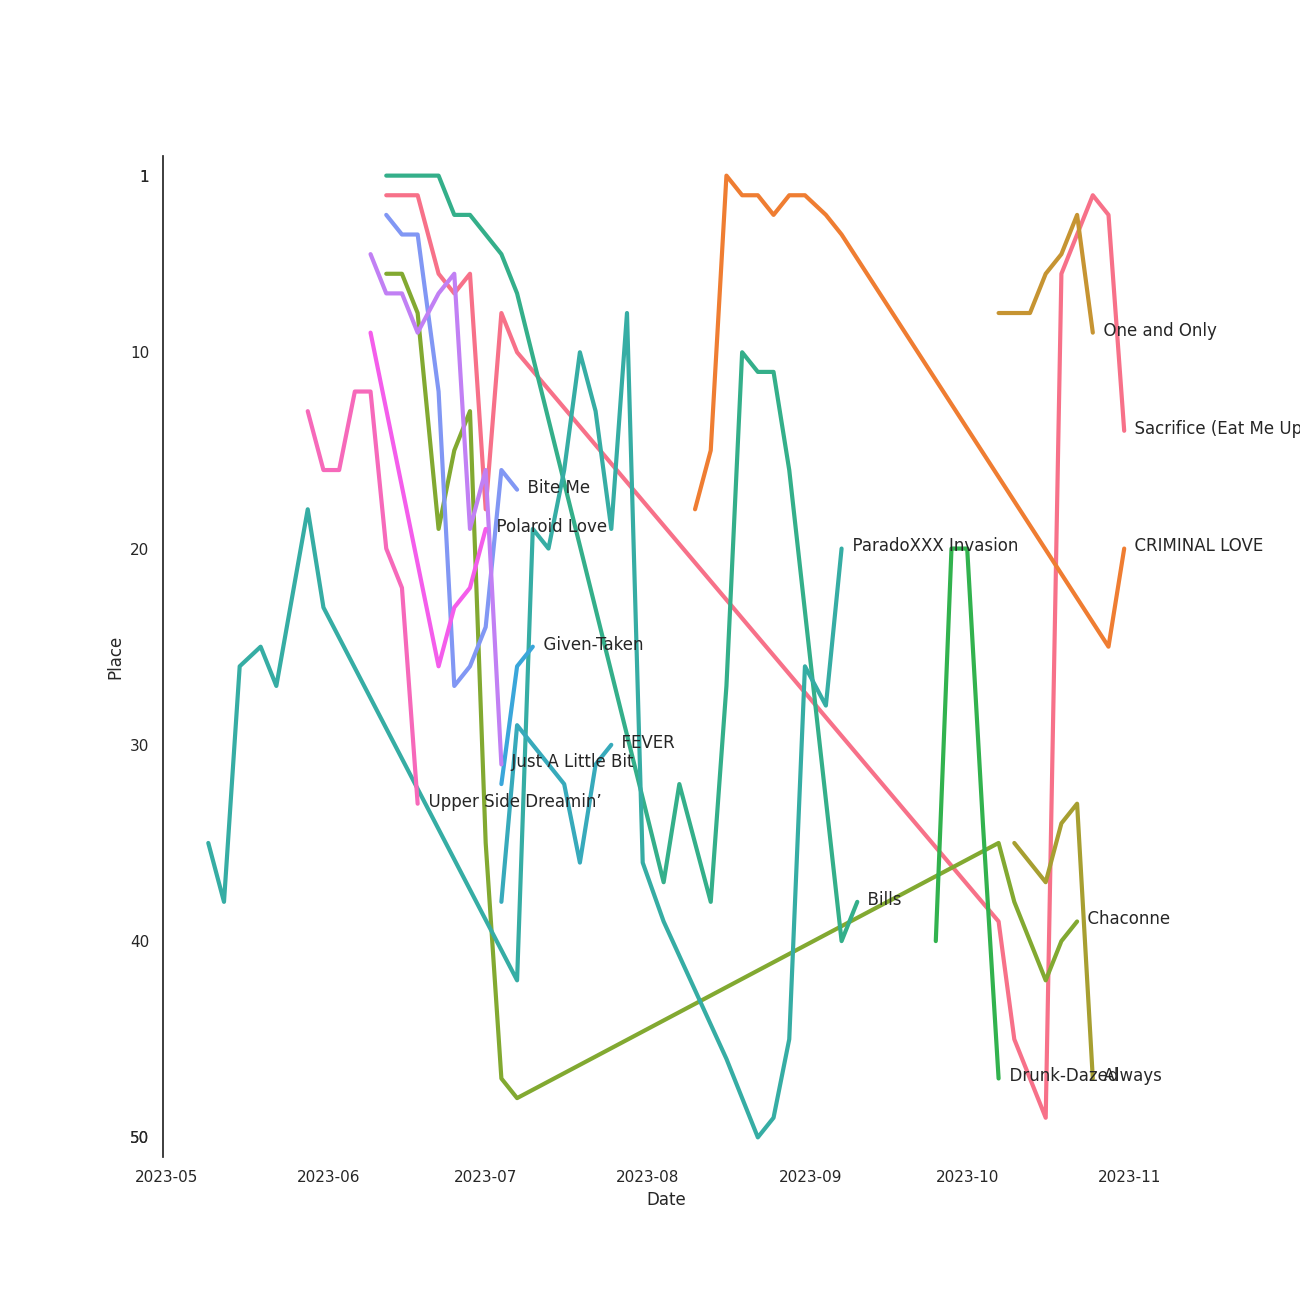 1
10
20
30
40
50
Place
2023-05
2023-06
2023-07
2023-08
2023-09
2023-10
2023-11
Date
One and Only
Sacrifice (Eat Me Up
Bite Me
Polaroid Love
ParadoXXX Invasion
CRIMINAL LOVE
Given-Taken
FEVER
Just A Little Bit
Upper Side Dreamin’
Bills
Chaconne
Drunk-Dazed
Always